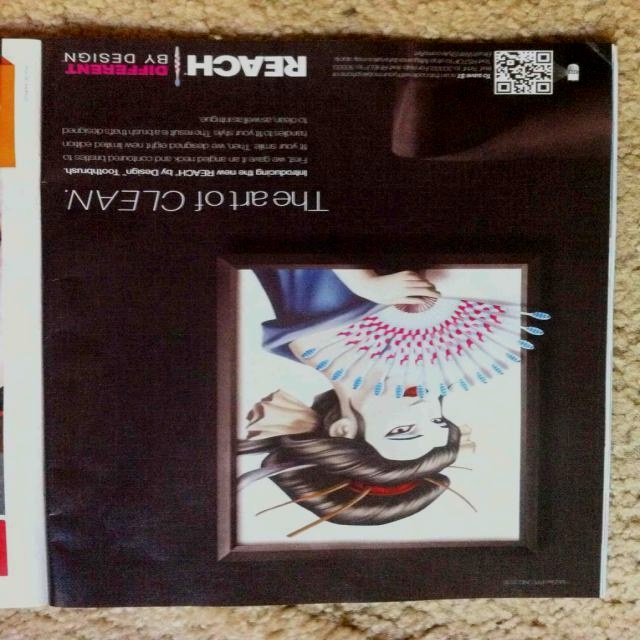 The art of CLEAN.
Introducing the new REACH® by Design™ Toothbrush.
First, we gave it an angled neck and contoured bristles to
fit your smile. Then, we designed eight new limited edition
handles to fit your style. The result is a brush that's designed
to clean, as well as intrigue.
REACH
DIFFERENT
BY DESIGN